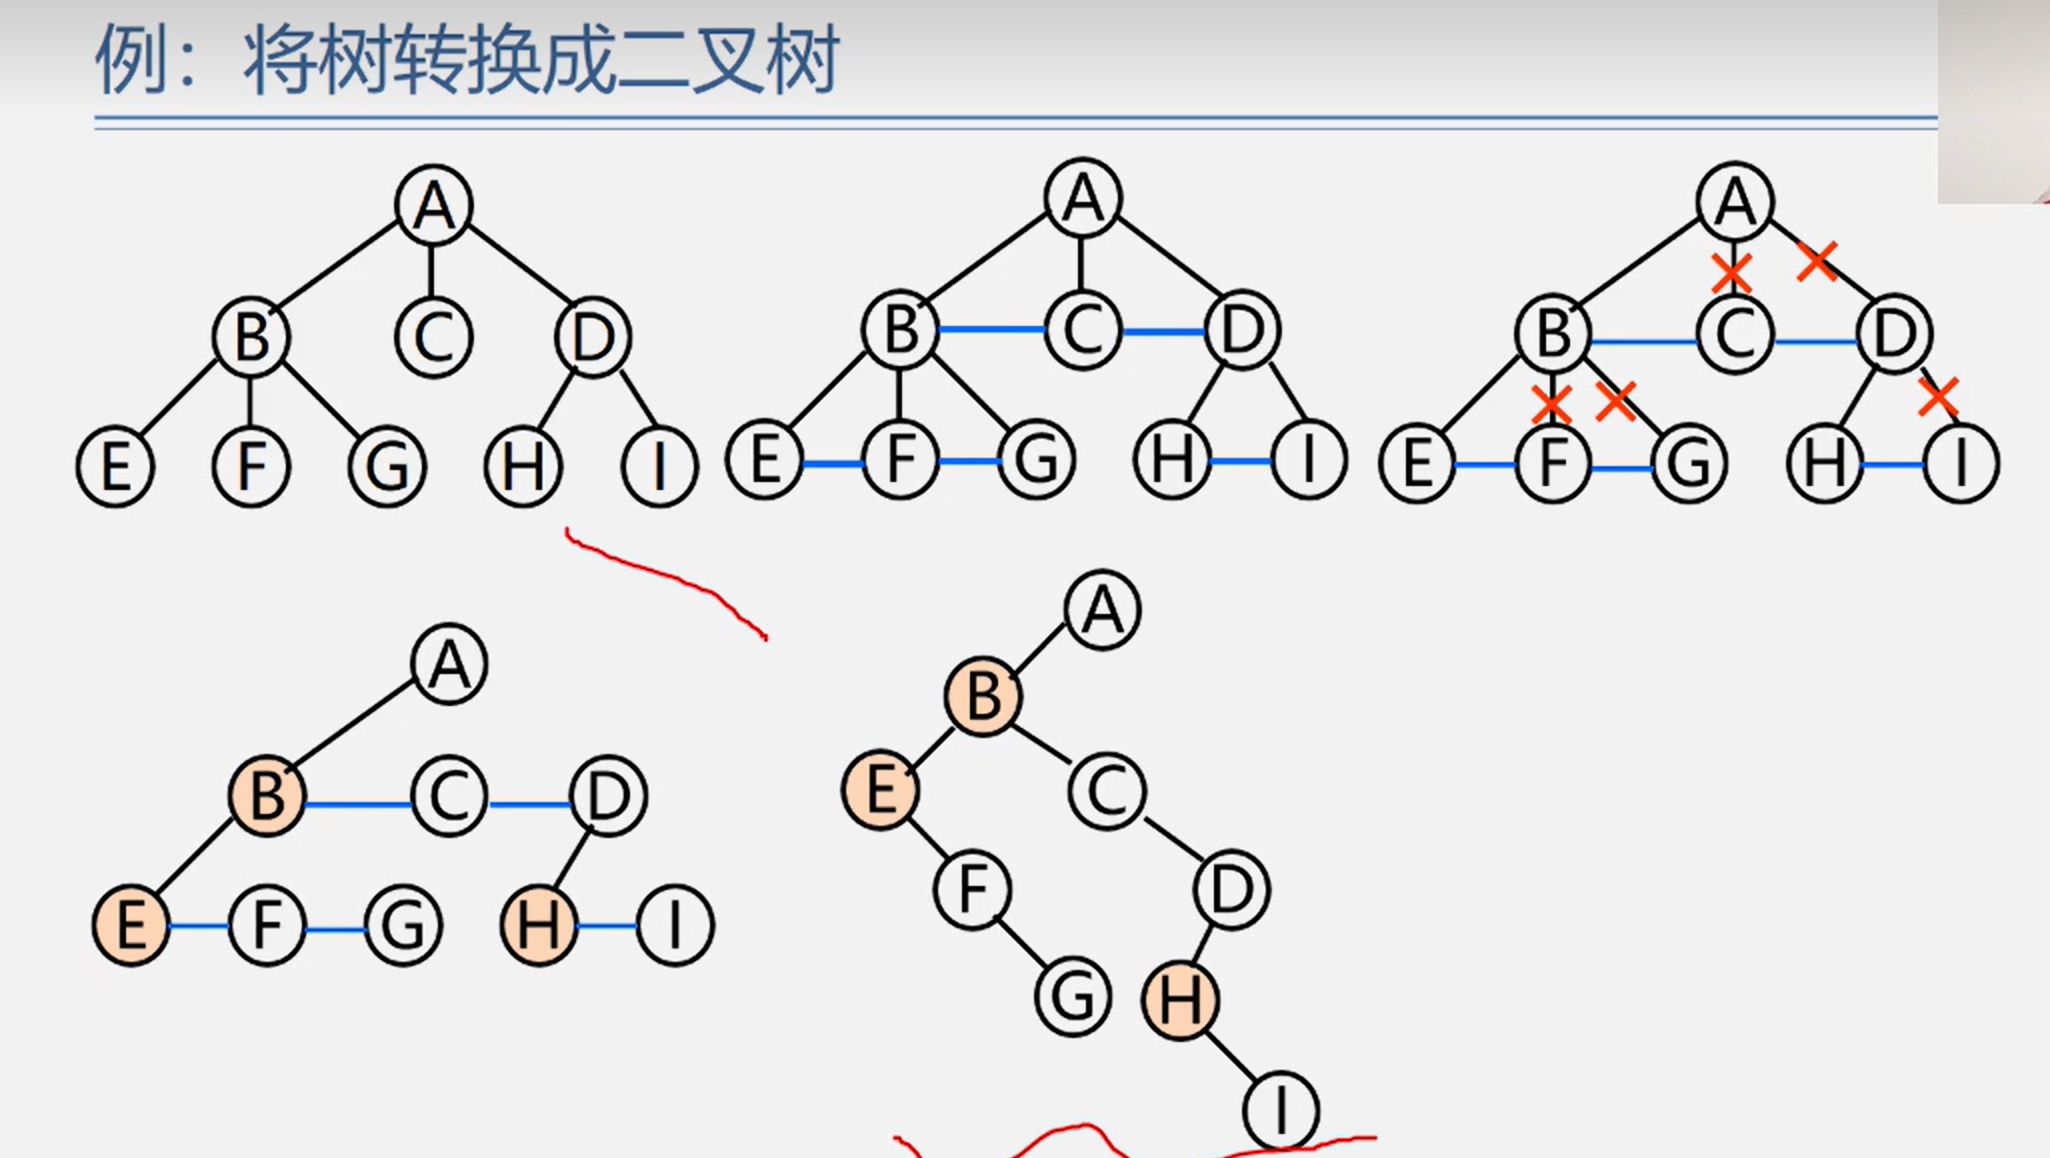 例：将树转换成二叉树
A A A
B C D B C D B C D
E F G H I E F G H I E F G H I
A
B
A
E C
B C D
F D
E F G H I
G H
I